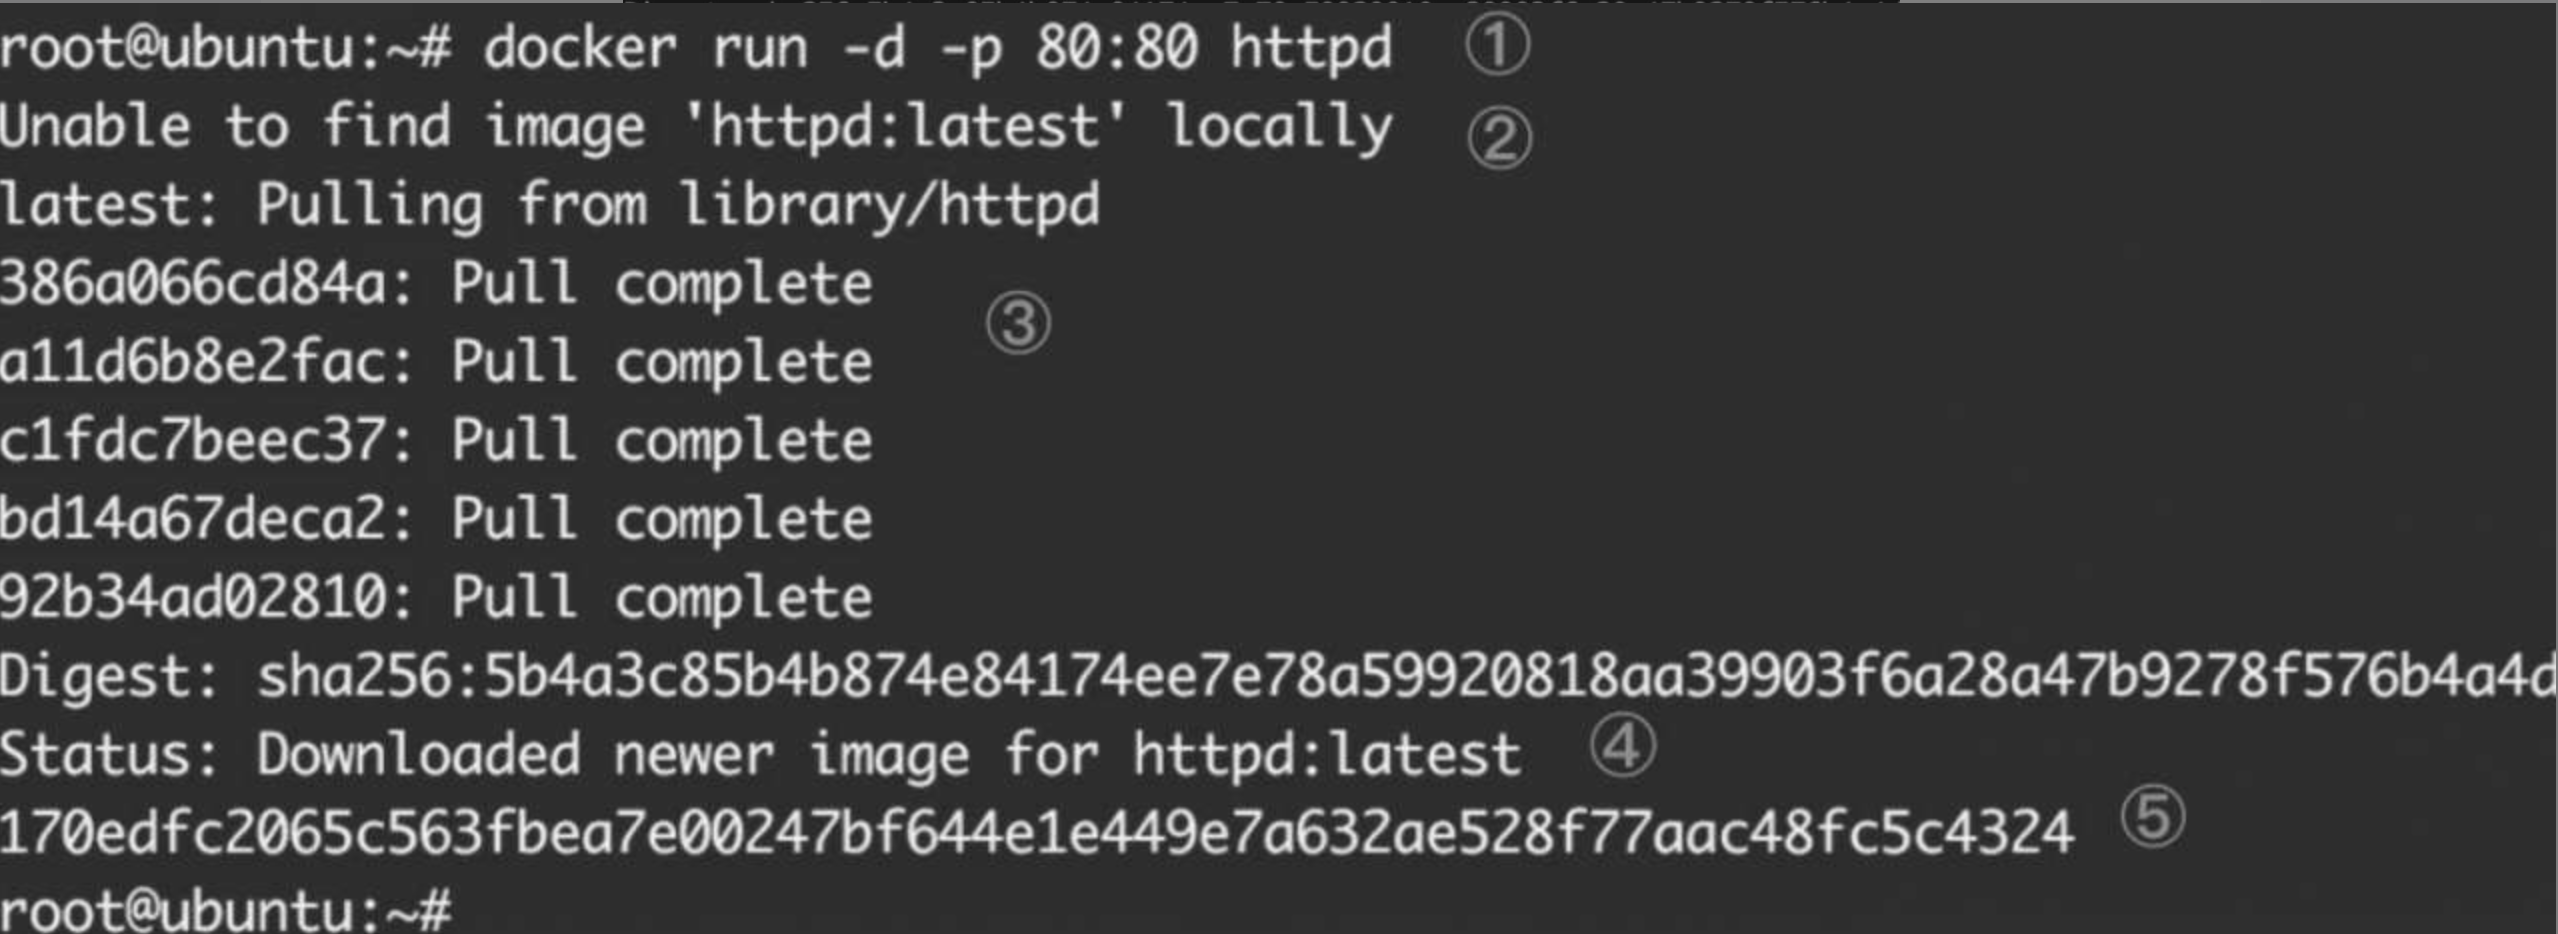 root@ubuntu:~# docker run -d -p 80:80 httpd ①
Unable to find image 'httpd:latest' locally ②
latest: Pulling from library/httpd
386a066cd84a: Pull complete
③
a11d6b8e2fac: Pull complete
c1fdc7beec37: Pull complete
bd14a67deca2: Pull complete
92b34ad02810: Pull complete
Digest: sha256:5b4a3c85b4b874e84174ee7e78a59920818aa39903f6a28a47b9278f576b4a4d
Status: Downloaded newer image for httpd:latest ④
170edfc2065c563fbea7e00247bf644e1e449e7a632ae528f77aac48fc5c4324 ⑤
root@ubuntu:~#